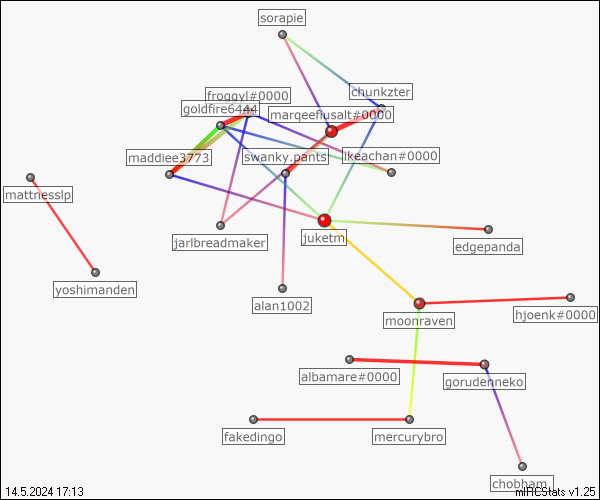 sorapie
chunkzter
froggyl#0000
goldfire6444
marqeeflusalt#0000
maddiee3773
swanky.pants
lkeachan#0000
mattnesslp
jarlbreadmaker
juketm
edgepanda
yoshimanden
alan1002
moonraven
hjoenk#0000
albamare#0000
gorudenneko
fakedingo
mercurybro
chobham_
14.5.2024 17:13
mIRCStats v1.25